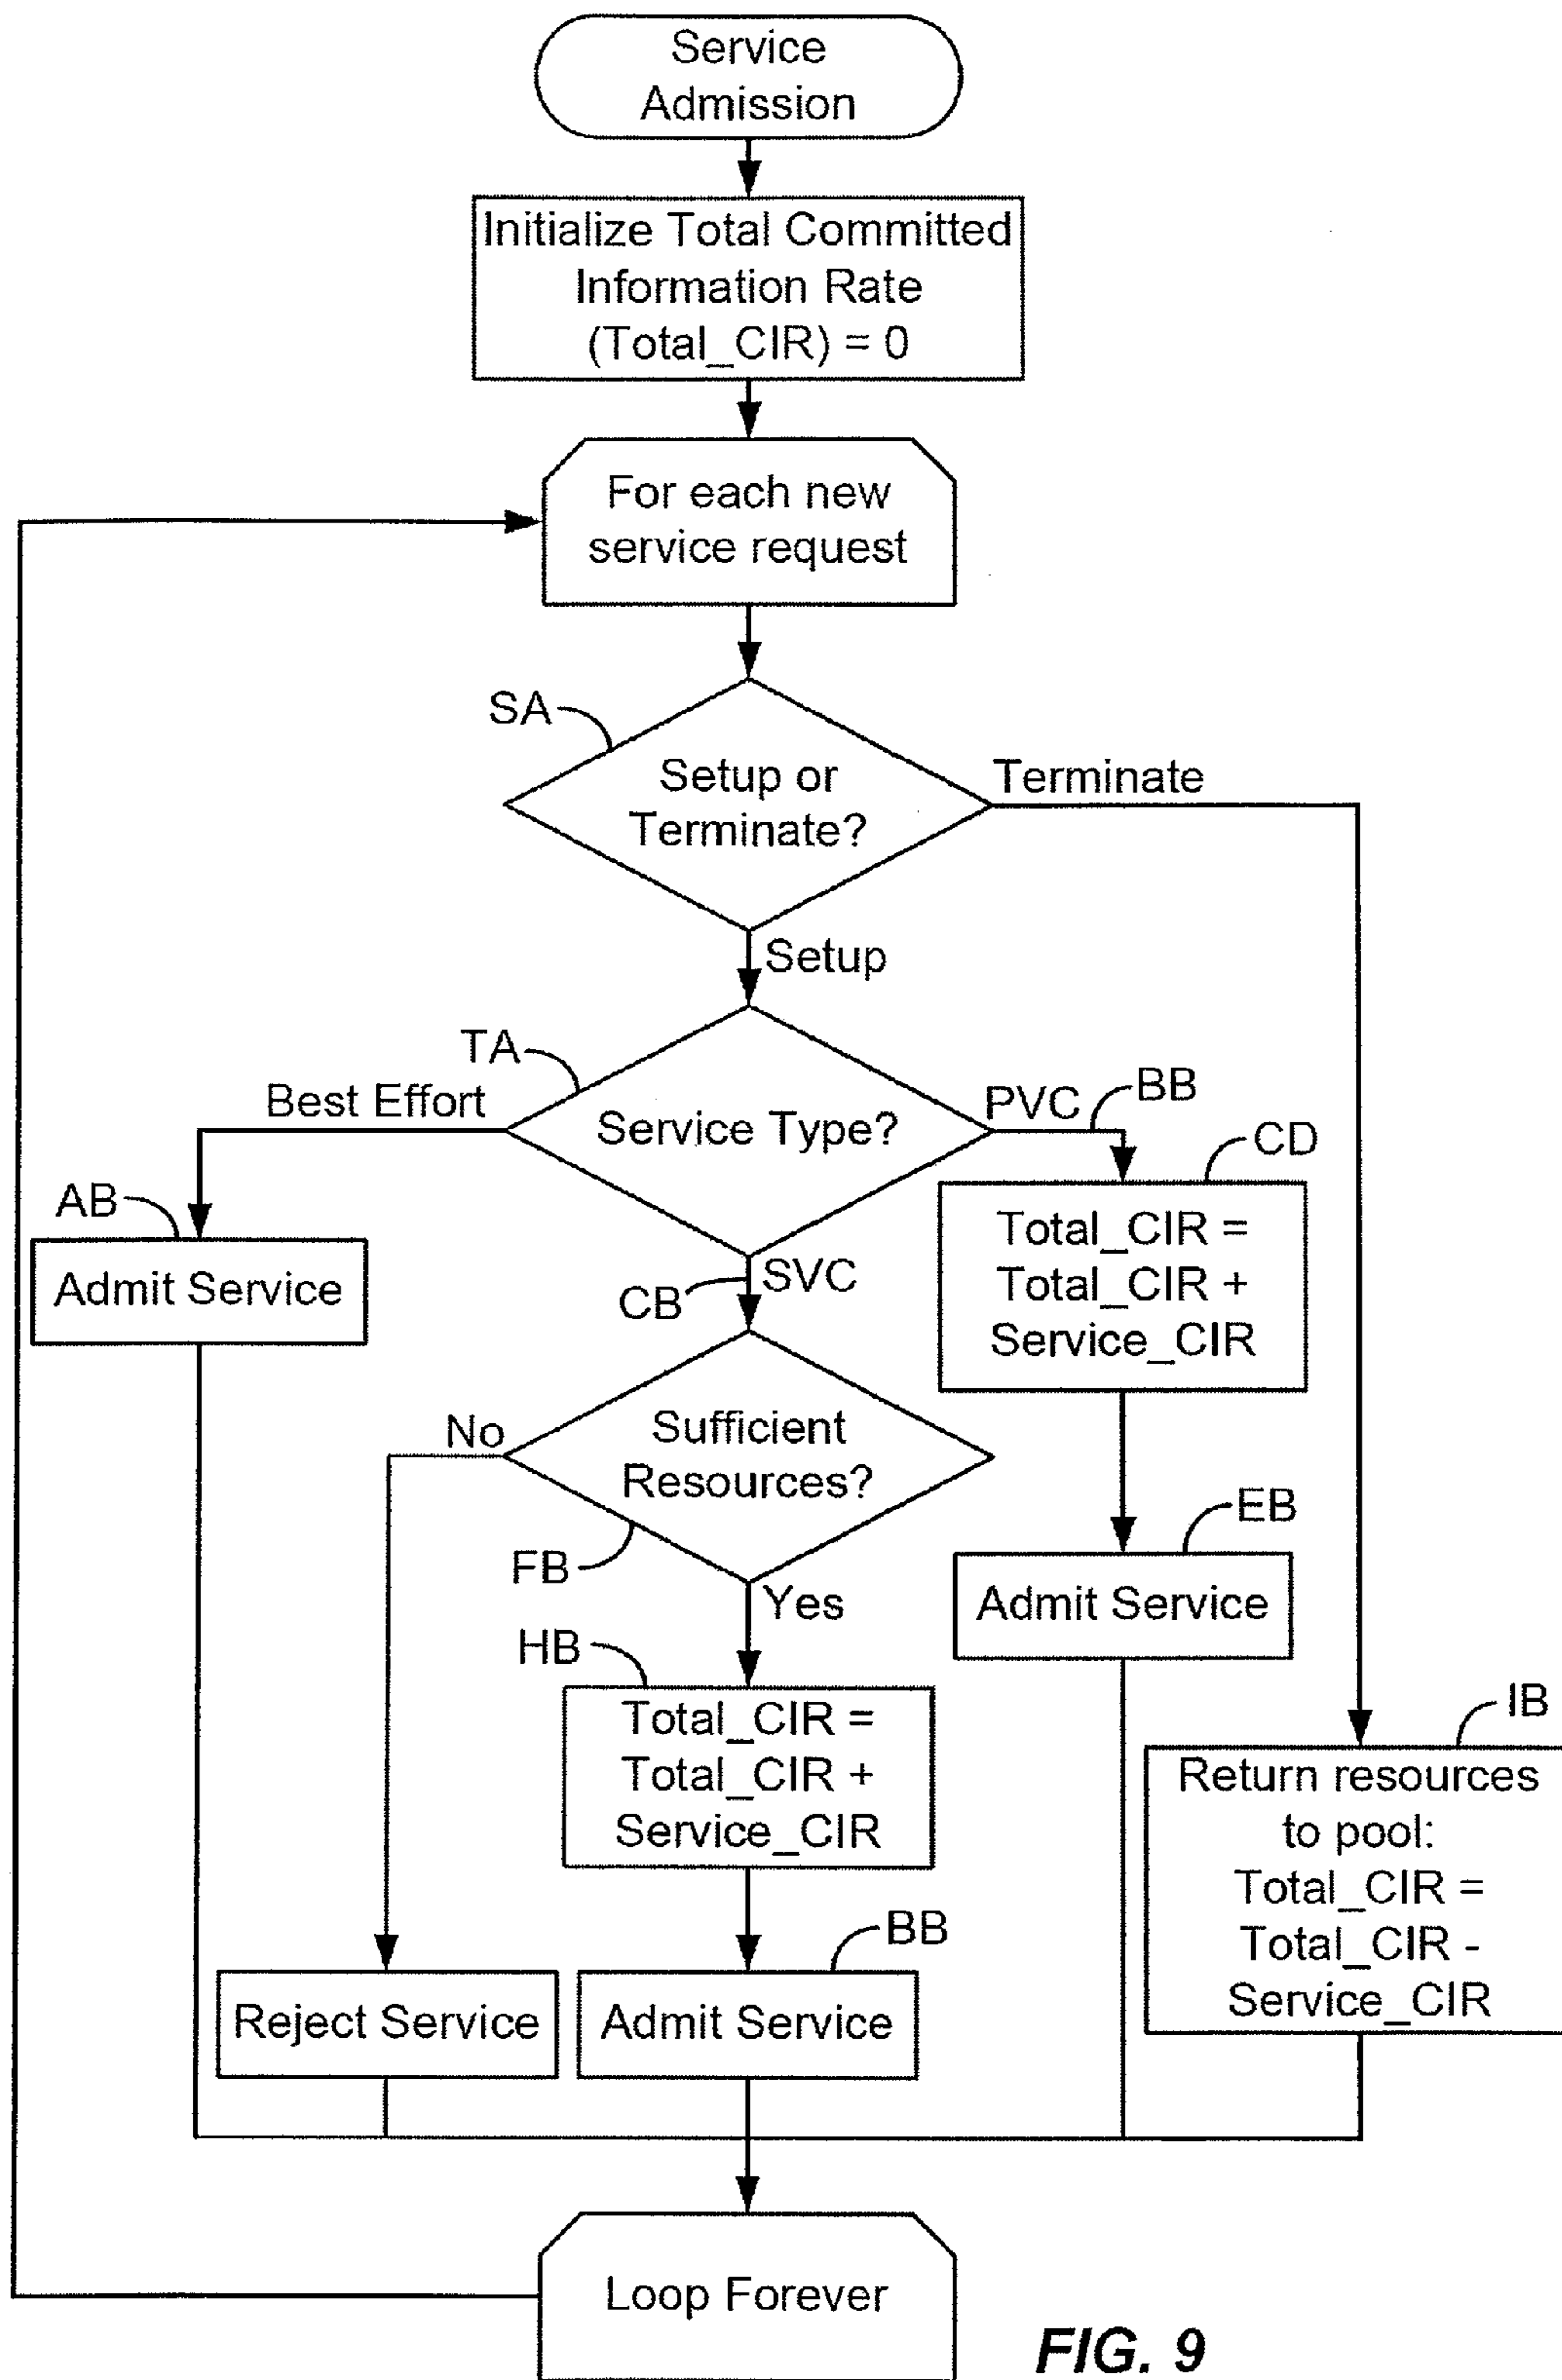 Service
Admission
Initialize Total Committed
Information Rate
(Total_CIR) = 0
For each new
service request
SA
Setup or
Terminate?
Terminate
Setup
TA
Best Effort
Service Type?
PVC
BB
CD
AB
Admit Service
Total_CIR =
Total_CIR +
Service_CIR
CB
SVC
No
Sufficient
Resources?
FB
Yes
EB
Admit Service
HB
Total_CIR =
Total_CIR +
Service_CIR
IB
Return resources
to pool:
Total_CIR =
Total_CIR -
Service_CIR
BB
Reject Service
Admit Service
Loop Forever
FIG. 9